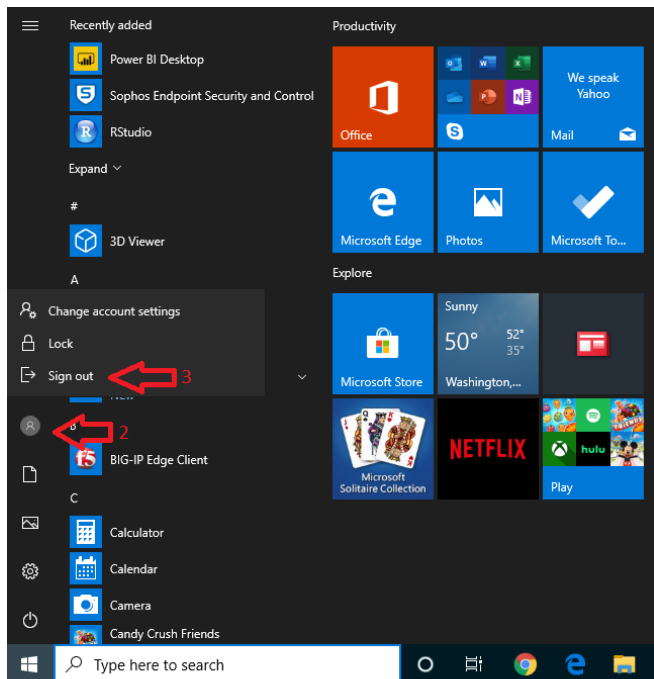 Recently added
Power BI Desktop
Sophos Endpoint Security and Control
R
RStudio
Expand
#
3D Viewer
A
Change account settings
Lock
Sign out
3
New
2
B
f5
BIG-IP Edge Client
C
Calculator
Calendar
Camera
Candy Crush Friends
Type here to search
Productivity
Office
We speak
Yahoo
Mail
Microsoft Edge
Photos
Microsoft To...
Explore
Microsoft Store
Sunny
50°
52°
35°
Washington,...
Microsoft
Solitaire Collection
NETFLIX
hulu
Play